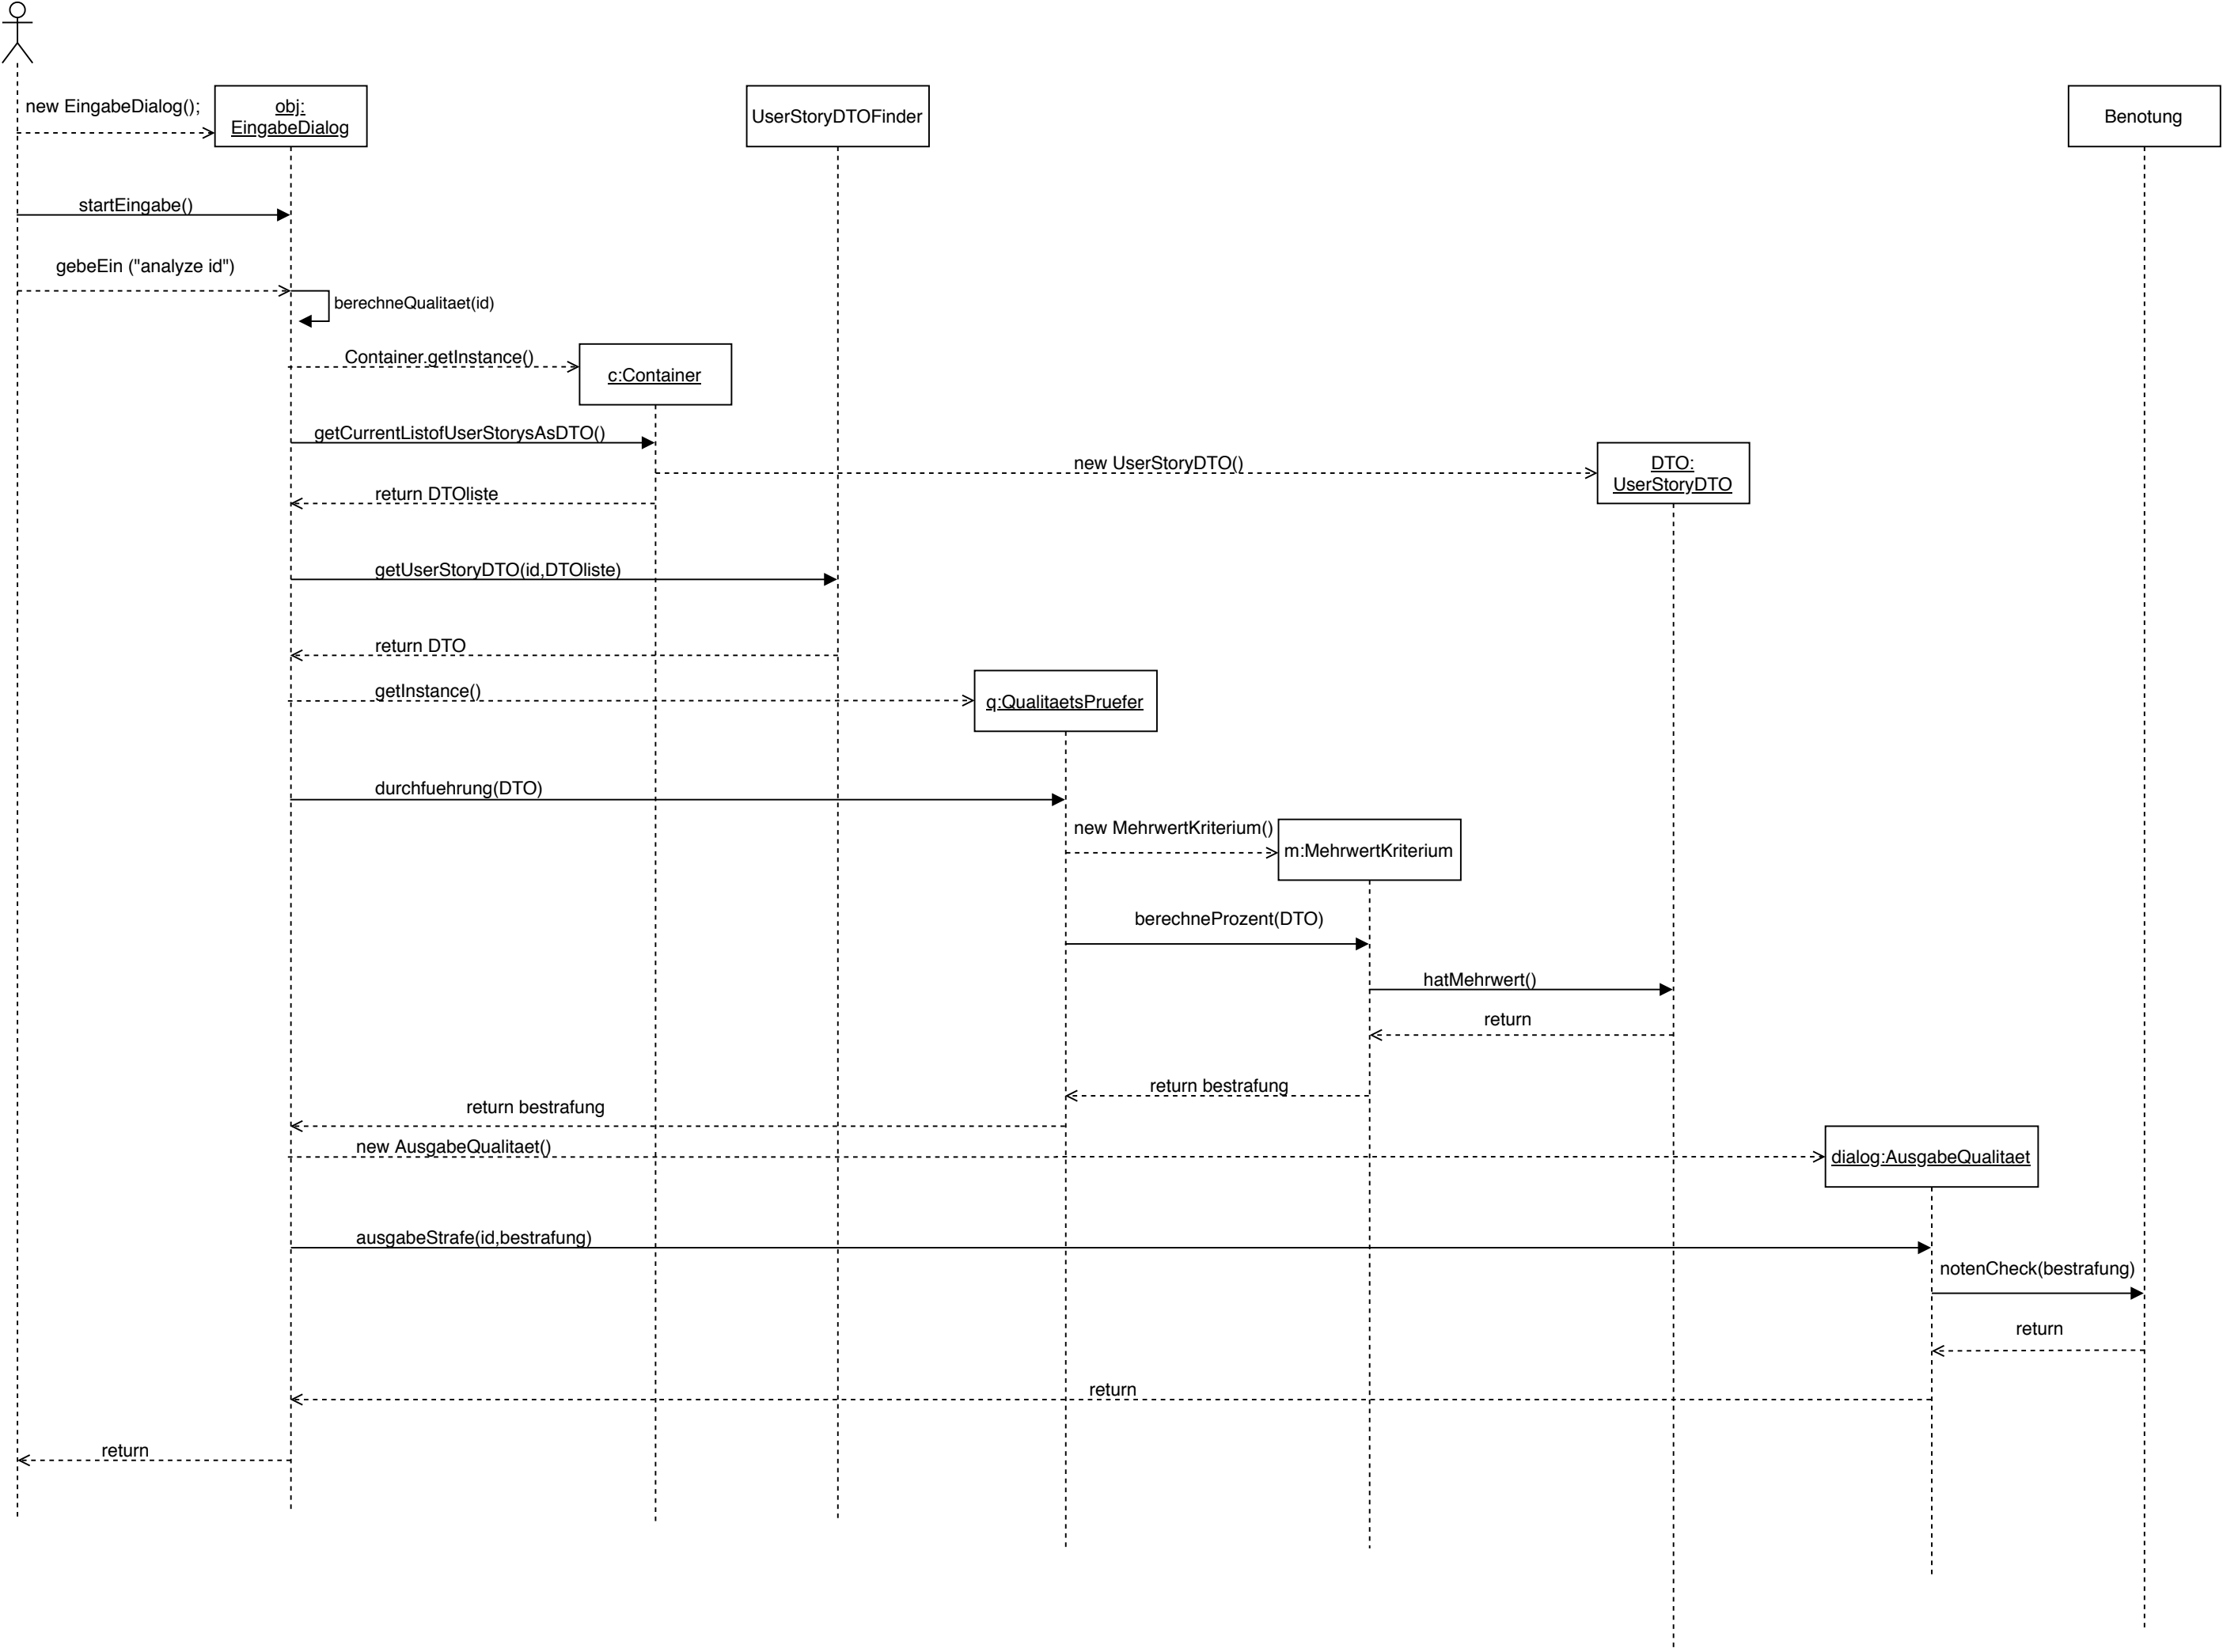 new EingabeDialog();
obj:
EingabeDialog
UserStoryDTOFinder
Benotung
startEingabe()
gebeEin ("analyze id")
berechneQualitaet(id)
Container.getInstance()
c:Container
getCurrentListofUserStorysAsDTO()
new UserStoryDTO()
DTO:
UserStoryDTO
return DTOliste
getUserStoryDTO(id,DTOliste)
return DTO
getInstance()
q:QualitaetsPruefer
durchfuehrung(DTO)
new MehrwertKriterium()
m:MehrwertKriterium
berechneProzent(DTO)
hatMehrwert()
return
return bestrafung
return bestrafung
new AusgabeQualitaet()
dialog:AusgabeQualitaet
ausgabeStrafe(id,bestrafung)
notenCheck(bestrafung)
return
return
return